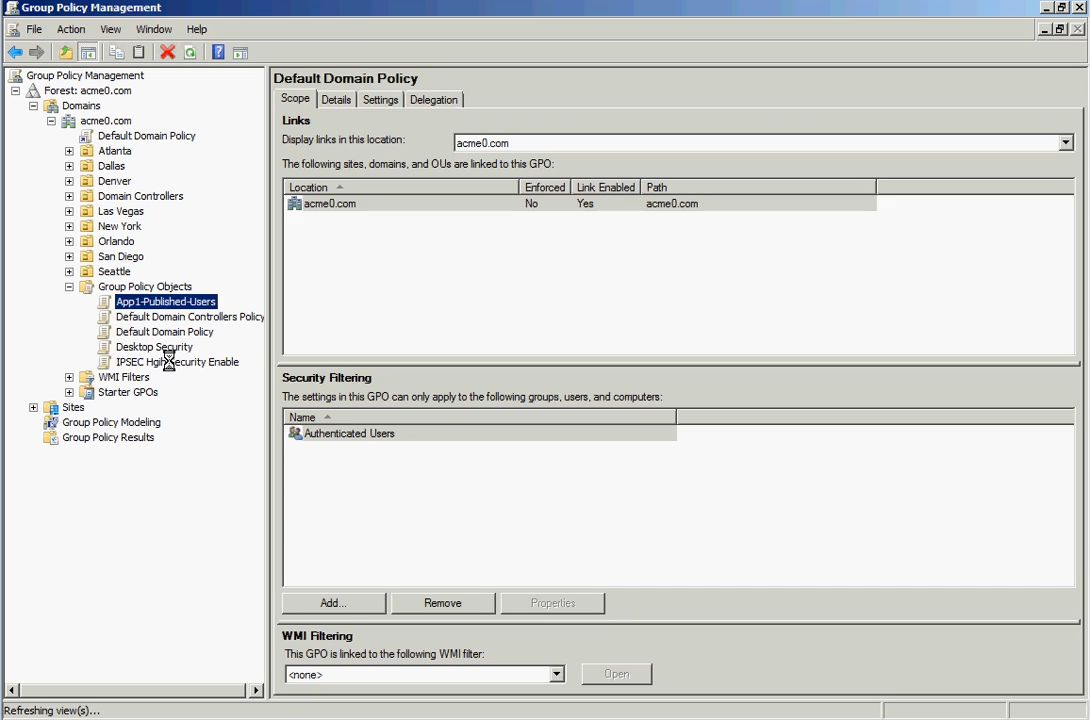 Group Policy Management
File Action View Window Help
Group Policy Management
Forest: acme0.com
Domains
acme0.com
Default Domain Policy
Atlanta
Dallas
Denver
Domain Controllers
Las Vegas
New York
Orlando
San Diego
Seattle
Group Policy Objects
App1-Published-Users
Default Domain Controllers Policy
Default Domain Policy
Desktop Security
IPSEC Hgih Security Enable
WMI Filters
Starter GPOs
Sites
Group Policy Modeling
Group Policy Results
Default Domain Policy
Scope Details Settings Delegation
Links
Display links in this location: acme0.com
The following sites, domains, and OUs are linked to this GPO:
Location Enforced Link Enabled Path
acme0.com No Yes acme0.com
Security Filtering
The settings in this GPO can only apply to the following groups, users, and computers:
Name
Authenticated Users
Add... Remove Properties
WMI Filtering
This GPO is linked to the following WMI filter:
<none> Open
Refreshing view(s)...